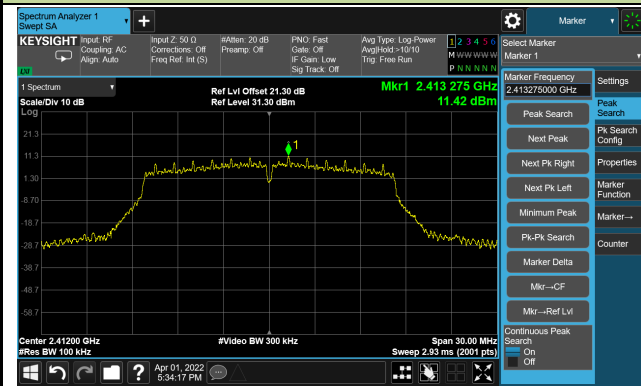 Spectrum Analyzer 1
Swept SA
Marker
KEYSIGHT
Input: RF
Coupling: AC
Align: Auto
Input Z: 50 Ω
Corrections: Off
Freq Ref: Int (S)
#Atten: 20 dB
Preamp: Off
PNO: Fast
Gate: Off
IF Gain: Low
Sig Track: Off
Avg Type: Log-Power
Avg|Hold:>10/10
Trig: Free Run
1 2 3 4 5 6
M W W W W W
P N N N N N
LXI
Select Marker
Marker 1
1 Spectrum
Scale/Div 10 dB
Log
Ref Lvl Offset 21.30 dB
Ref Level 31.30 dBm
Mkr1 2.413 275 GHz
11.42 dBm
21.3
11.3
1.30
-8.70
-18.7
-28.7
-38.7
-48.7
-58.7
1
Center 2.41200 GHz
#Res BW 100 kHz
#Video BW 300 kHz
Span 30.00 MHz
Sweep 2.93 ms (2001 pts)
Marker Frequency
2.413275000 GHz
Peak Search
Next Peak
Next Pk Right
Next Pk Left
Minimum Peak
Pk-Pk Search
Marker Delta
Mkr→CF
Mkr→Ref Lvl
Continuous Peak
Search
On
Off
Settings
Peak
Search
Pk Search
Config
Properties
Marker
Function
Marker→
Counter
?
Apr 01, 2022
5:34:17 PM